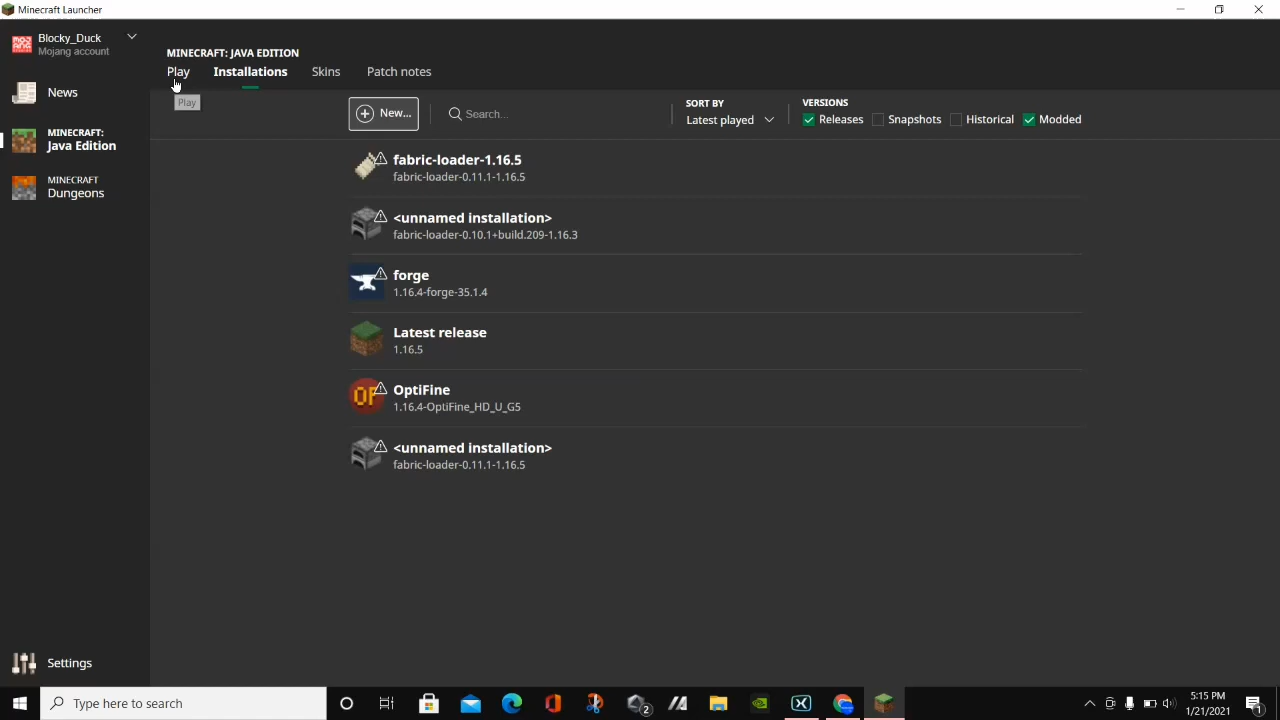 Minecraft Launcher
Blocky_Duck
Mojang account
News
MINECRAFT:
Java Edition
MINECRAFT
Dungeons
Settings
MINECRAFT: JAVA EDITION
Play Installations Skins Patch notes
Play
New...
Search...
SORT BY
Latest played
VERSIONS
Releases Snapshots Historical Modded
fabric-loader-1.16.5
fabric-loader-0.11.1-1.16.5
<unnamed installation>
fabric-loader-0.10.1+build.209-1.16.3
forge
1.16.4-forge-35.1.4
Latest release
1.16.5
OF
OptiFine
1.16.4-OptiFine_HD_U_G5
<unnamed installation>
fabric-loader-0.11.1-1.16.5
Type here to search
2
5:15 PM
1/21/2021
1